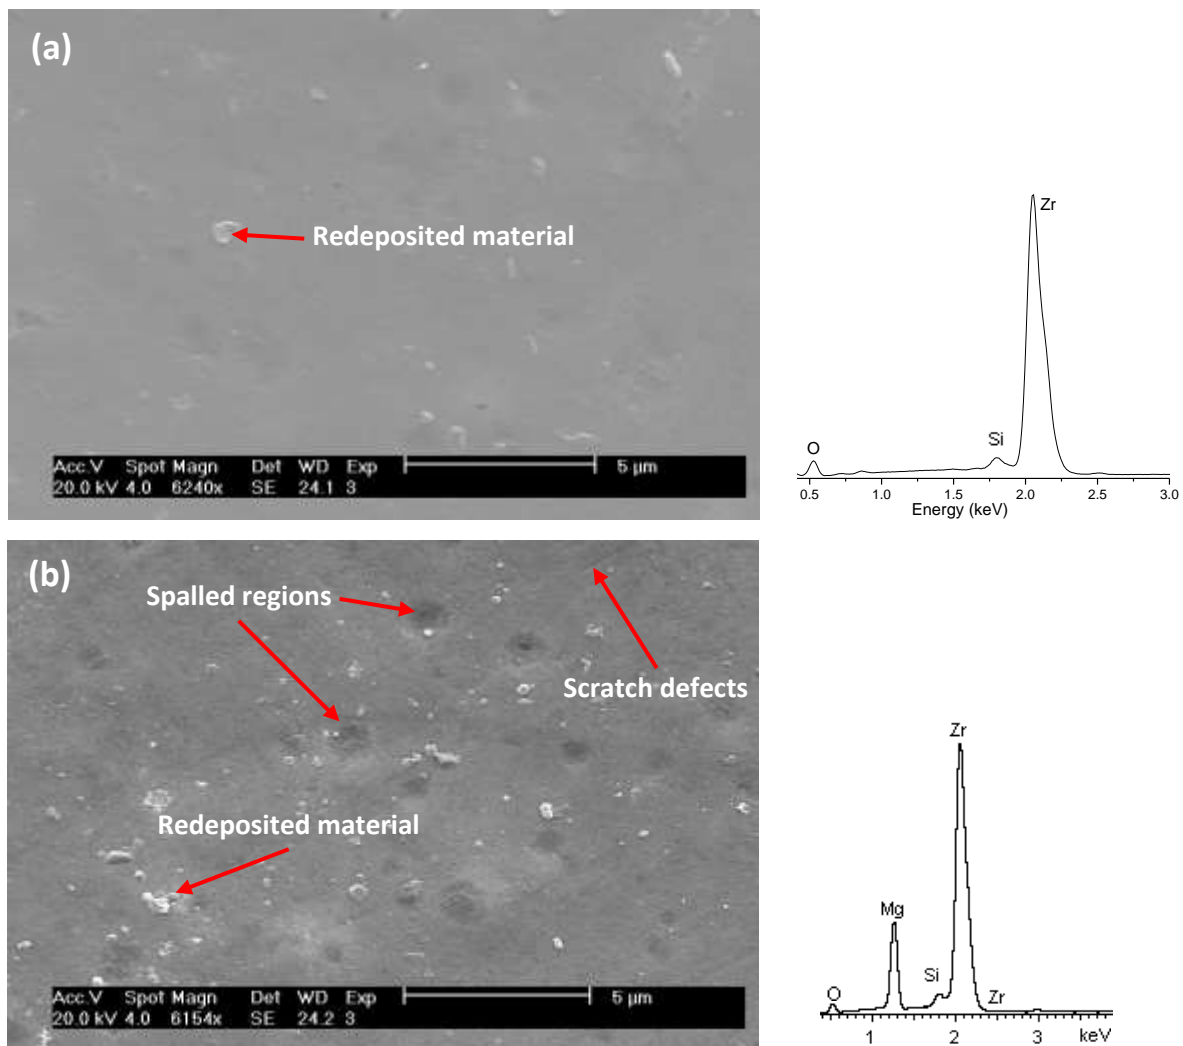 (a)
Redeposited material
Acc.V Spot Magn Det WD Exp 5 µm
20.0 kV 4.0 6240x SE 24.1 3
Zr
Si
O
0.5 1.0 1.5 2.0 2.5 3.0
Energy (keV)
(b)
Spalled regions
Scratch defects
Redeposited material
Acc.V Spot Magn Det WD Exp 5 µm
20.0 kV 4.0 6154x SE 24.2 3
Zr
Mg
Si
O
Zr
1 2 3 keV